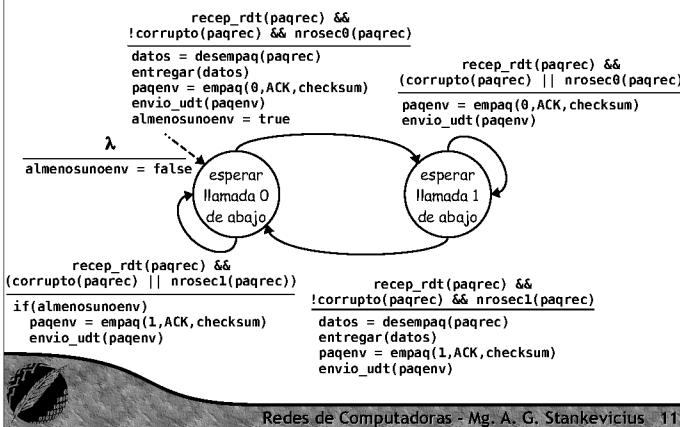 recep_rdt(paqrec) &&
!corrupto(paqrec) && nrosec0(paqrec)
datos = desempaq(paqrec)
entregar(datos)
paqenv = empaq(0,ACK,checksum)
envio_udt(paqenv)
almenosunoenv = true
recep_rdt(paqrec) &&
(corrupto(paqrec) || nrosec0(paqrec)
paqenv = empaq(0,ACK,checksum)
envio_udt(paqenv)
λ
almenosunoenv = false
esperar
llamada 0
de abajo
esperar
llamada 1
de abajo
recep_rdt(paqrec) &&
(corrupto(paqrec) || nrosec1(paqrec))
if(almenosunoenv)
paqenv = empaq(1,ACK,checksum)
envio_udt(paqenv)
recep_rdt(paqrec) &&
!corrupto(paqrec) && nrosec1(paqrec)
datos = desempaq(paqrec)
entregar(datos)
paqenv = empaq(1,ACK,checksum)
envio_udt(paqenv)
Redes de Computadoras - Mg. A. G. Stankevicius 11